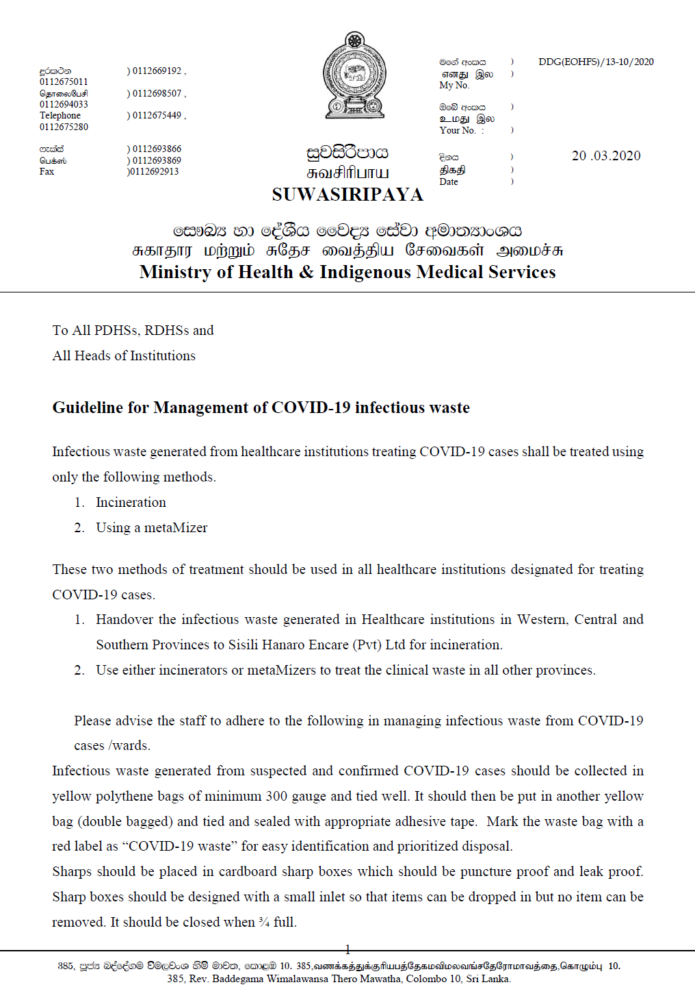 දුරකථන ) 0112669192 ,
0112675011
தொலைபேசி ) 0112698507 ,
0112694033
Telephone ) 0112675449 ,
0112675280
ෆැක්ස් ) 0112693866
பெக்ஸ் ) 0112693869
Fax )0112692913
සුවසිරිපාය
சுவசிரிபாய
SUWASIRIPAYA
මගේ අංකය ) DDG(EOHFS)/13-10/2020
எனது இல )
My No.
ඔබේ අංකය )
உமது இல
Your No. : )
දිනය ) 20 .03.2020
திகதி )
Date )
සෞඛ්‍ය හා දේශීය වෛද්‍ය සේවා අමාත්‍යාංශය
சுகாதார மற்றும் சுதேச வைத்திய சேவைகள் அமைச்சு
Ministry of Health & Indigenous Medical Services
To All PDHSs, RDHSs and
All Heads of Institutions
Guideline for Management of COVID-19 infectious waste
Infectious waste generated from healthcare institutions treating COVID-19 cases shall be treated using
only the following methods.
1. Incineration
2. Using a metaMizer
These two methods of treatment should be used in all healthcare institutions designated for treating
COVID-19 cases.
1. Handover the infectious waste generated in Healthcare institutions in Western, Central and
Southern Provinces to Sisili Hanaro Encare (Pvt) Ltd for incineration.
2. Use either incinerators or metaMizers to treat the clinical waste in all other provinces.
Please advise the staff to adhere to the following in managing infectious waste from COVID-19
cases /wards.
Infectious waste generated from suspected and confirmed COVID-19 cases should be collected in
yellow polythene bags of minimum 300 gauge and tied well. It should then be put in another yellow
bag (double bagged) and tied and sealed with appropriate adhesive tape. Mark the waste bag with a
red label as “COVID-19 waste” for easy identification and prioritized disposal.
Sharps should be placed in cardboard sharp boxes which should be puncture proof and leak proof.
Sharp boxes should be designed with a small inlet so that items can be dropped in but no item can be
removed. It should be closed when ¾ full.
1
385, පූජ්‍ය බද්දේගම විමලවංශ හිමි මාවත, කොළඹ 10. 385,வணக்கத்துக்குரியபத்தேகமவிமலவங்சதேரோமாவத்தை,கொழும்பு 10.
385, Rev. Baddegama Wimalawansa Thero Mawatha, Colombo 10, Sri Lanka.